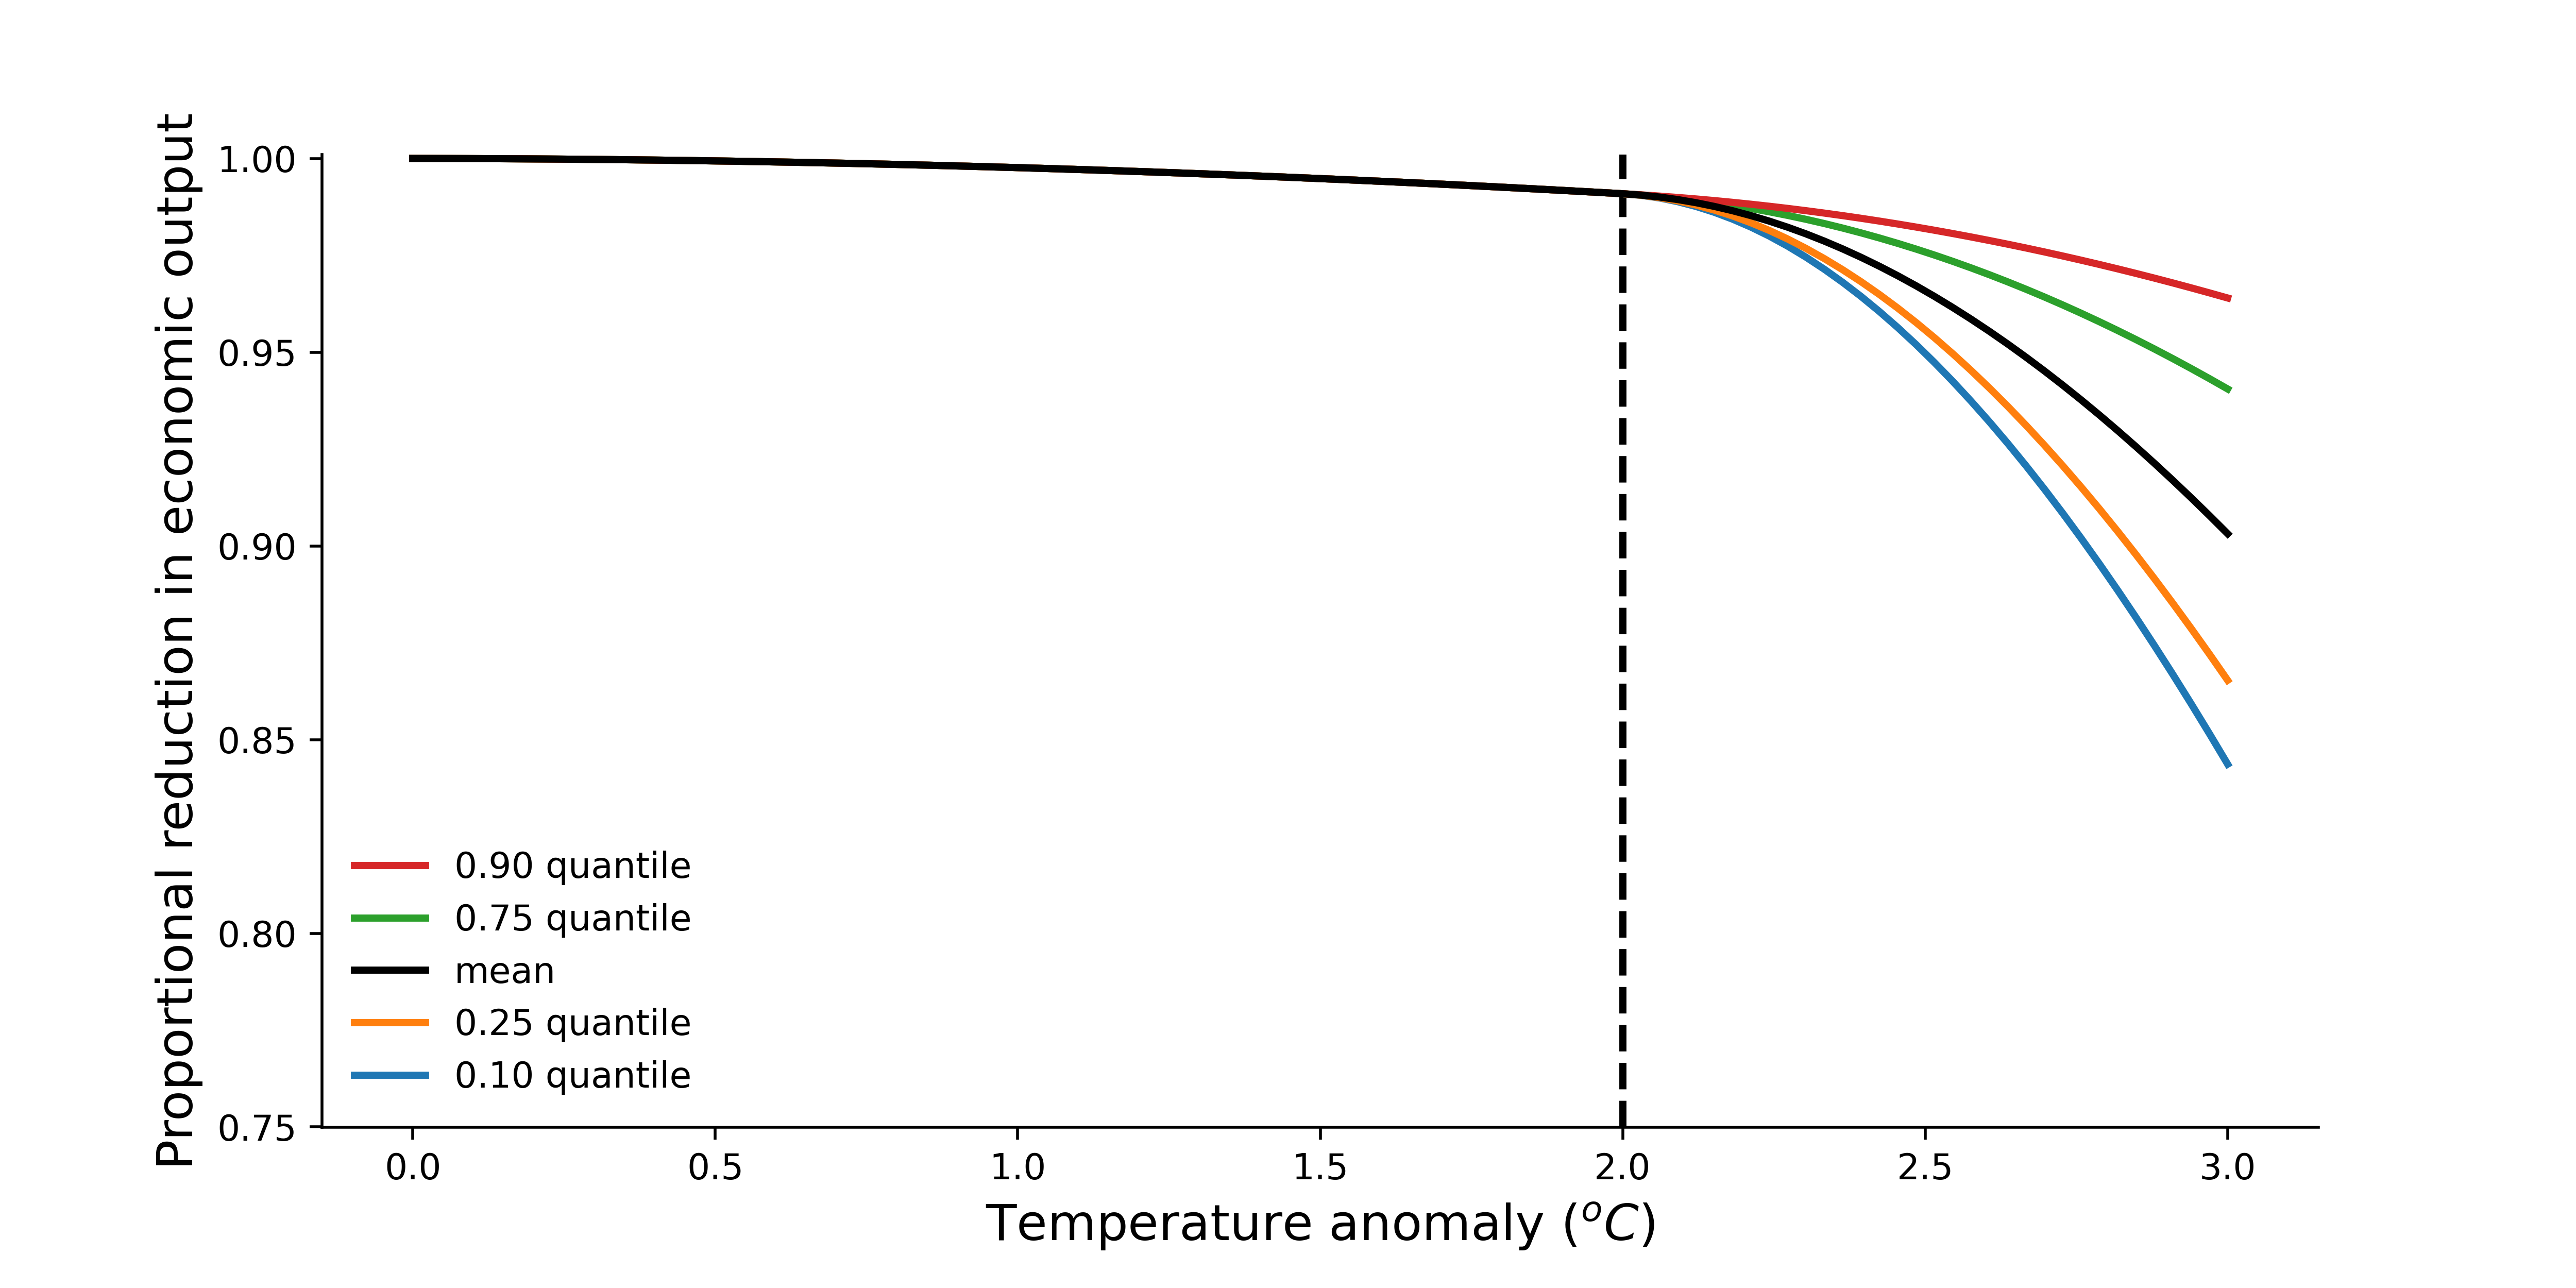 Proportional reduction in economic output
1.00
0.95
0.90
0.85
0.80
0.75
0.90 quantile
0.75 quantile
mean
0.25 quantile
0.10 quantile
0.0 0.5 1.0 1.5 2.0 2.5 3.0
Temperature anomaly (°C)